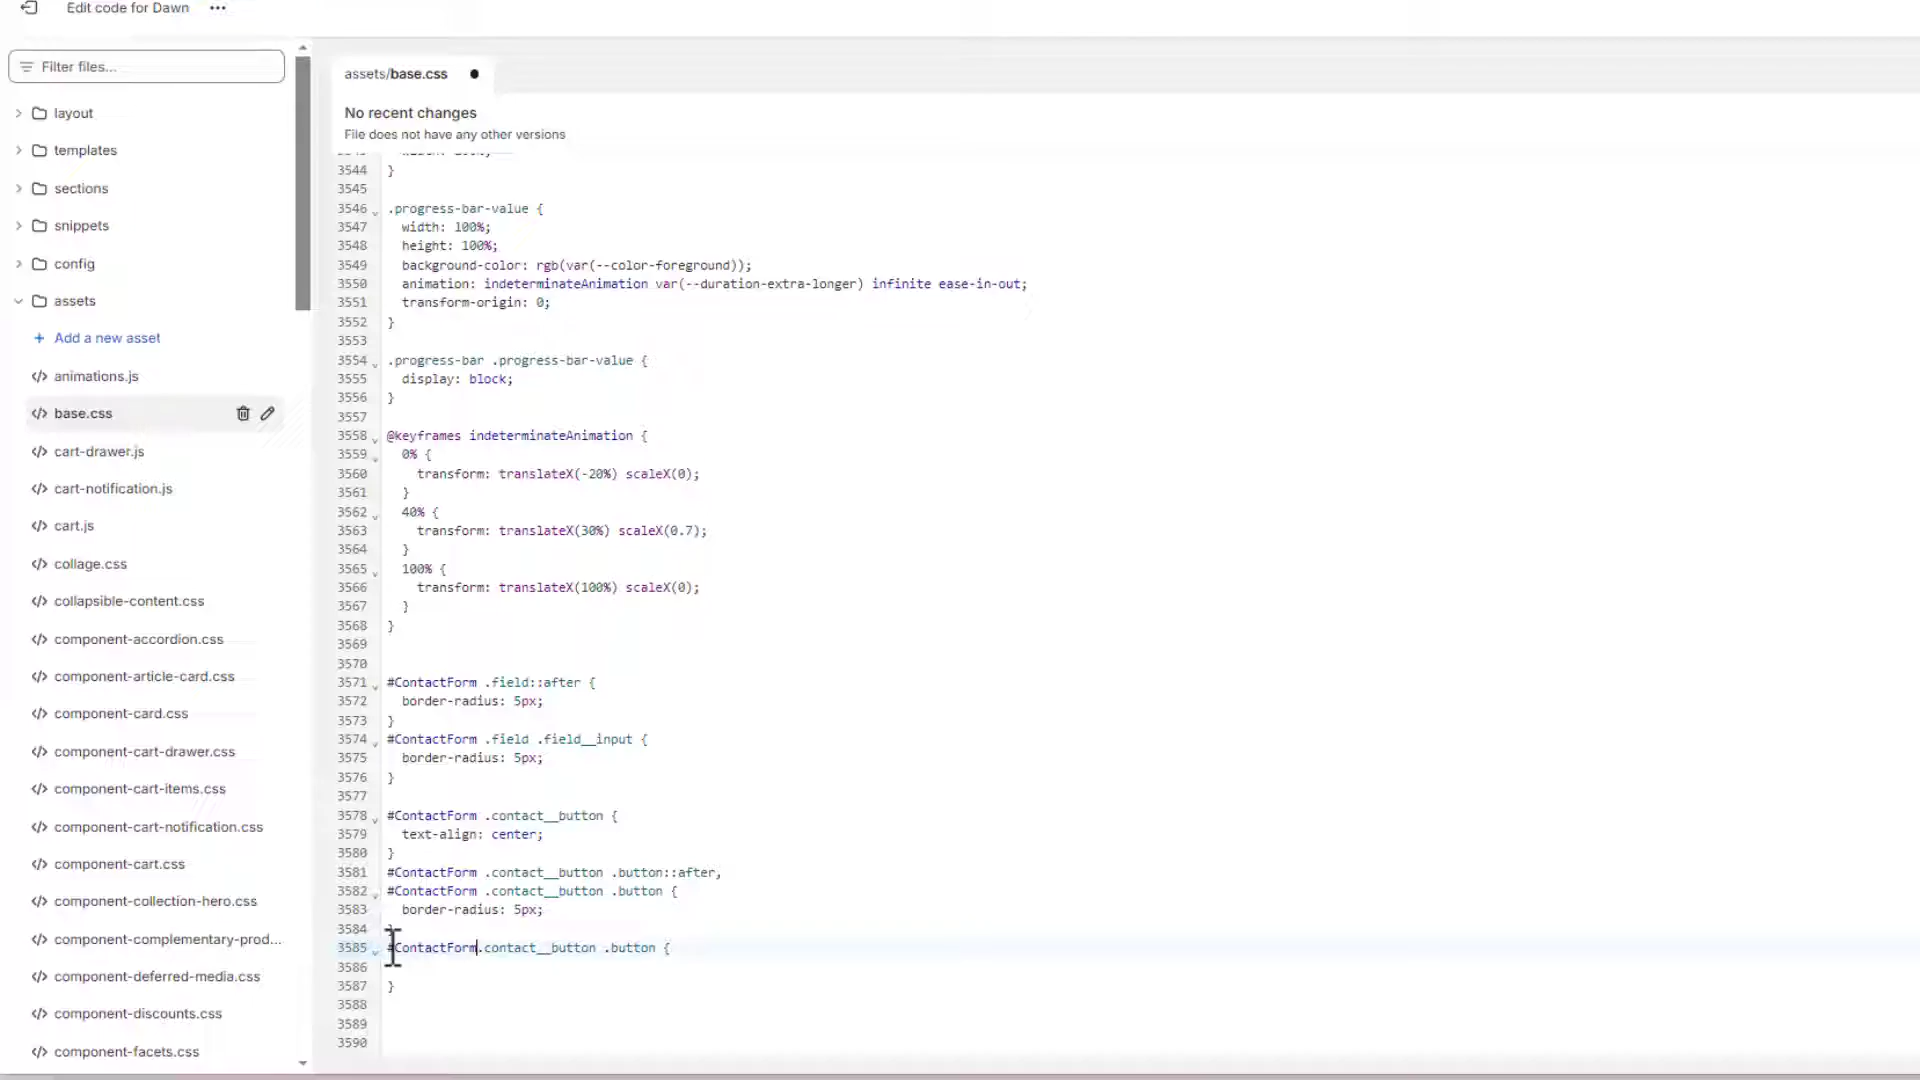 Edit code for Dawn
Filter files...
layout
templates
sections
snippets
config
assets
+ Add a new asset
</> animations.js
</> base.css
</> cart-drawer.js
</> cart-notification.js
</> cart.js
</> collage.css
</> collapsible-content.css
</> component-accordion.css
</> component-article-card.css
</> component-card.css
</> component-cart-drawer.css
</> component-cart-items.css
</> component-cart-notification.css
</> component-cart.css
</> component-collection-hero.css
</> component-complementary-prod...
</> component-deferred-media.css
</> component-discounts.css
</> component-facets.css
assets/base.css
No recent changes
File does not have any other versions
3544 }
3545
3546 .progress-bar-value {
3547 width: 100%;
3548 height: 100%;
3549 background-color: rgb(var(--color-foreground));
3550 animation: indeterminateAnimation var(--duration-extra-longer) infinite ease-in-out;
3551 transform-origin: 0;
3552 }
3553
3554 .progress-bar .progress-bar-value {
3555 display: block;
3556 }
3557
3558 @keyframes indeterminateAnimation {
3559 0% {
3560 transform: translateX(-20%) scaleX(0);
3561 }
3562 40% {
3563 transform: translateX(30%) scaleX(0.7);
3564 }
3565 100% {
3566 transform: translateX(100%) scaleX(0);
3567 }
3568 }
3569
3570
3571 #ContactForm .field::after {
3572 border-radius: 5px;
3573 }
3574 #ContactForm .field .field__input {
3575 border-radius: 5px;
3576 }
3577
3578 #ContactForm .contact__button {
3579 text-align: center;
3580 }
3581 #ContactForm .contact__button .button::after,
3582 #ContactForm .contact__button .button {
3583 border-radius: 5px;
3584 }
3585 #ContactForm.contact__button .button {
3586
3587 }
3588
3589
3590